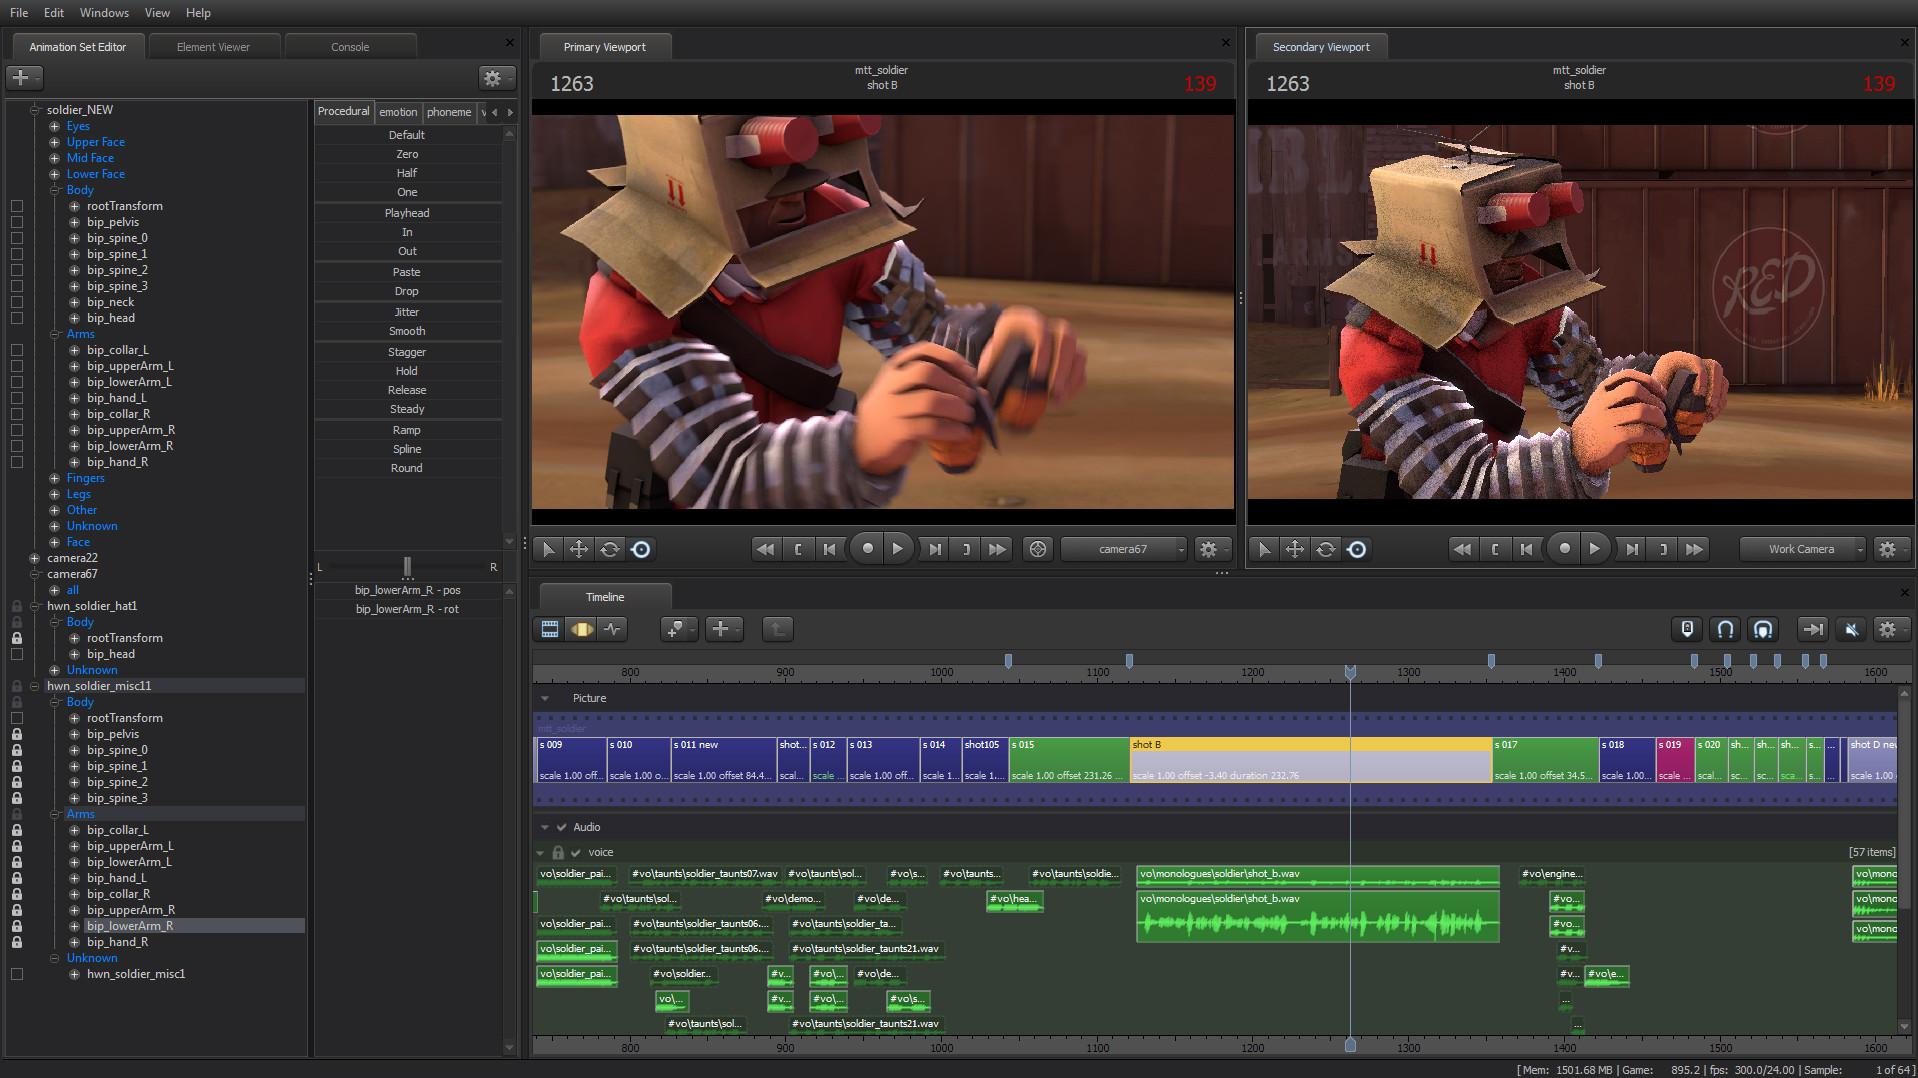 File Edit Windows View Help
Animation Set Editor Element Viewer Console
soldier_NEW
Eyes
Upper Face
Mid Face
Lower Face
Body
rootTransform
bip_pelvis
bip_spine_0
bip_spine_1
bip_spine_2
bip_spine_3
bip_neck
bip_head
Arms
bip_collar_L
bip_upperArm_L
bip_lowerArm_L
bip_hand_L
bip_collar_R
bip_upperArm_R
bip_lowerArm_R
bip_hand_R
Fingers
Legs
Other
Unknown
Face
camera22
camera67
all
hwn_soldier_hat1
Body
rootTransform
bip_head
Unknown
hwn_soldier_misc11
Body
rootTransform
bip_pelvis
bip_spine_0
bip_spine_1
bip_spine_2
bip_spine_3
Arms
bip_collar_L
bip_upperArm_L
bip_lowerArm_L
bip_hand_L
bip_collar_R
bip_upperArm_R
bip_lowerArm_R
bip_hand_R
Unknown
hwn_soldier_misc1
Procedural emotion phoneme v
Default
Zero
Half
One
Playhead
In
Out
Paste
Drop
Jitter
Smooth
Stagger
Hold
Release
Steady
Ramp
Spline
Round
L R
bip_lowerArm_R - pos
bip_lowerArm_R - rot
Primary Viewport
1263 mtt_soldier 139
shot B
camera67
Secondary Viewport
1263 mtt_soldier 139
shot B
RED
ARMS
Work Camera
Timeline
800 900 1000 1100 1200 1300 1400 1500 1600
Picture
mtt_soldier
s 009 s 010 s 011 new shot... s 012 s 013 s 014 shot105 s 015 shot B s 017 s 018 s 019 s 020 sh... sh... sh... s... ... shot D new
scale 1.00 off... scale 1.00 o... scale 1.00 offset 84.4... scal... scale ... scale 1.00 off... scale 1... scale 1.... scale 1.00 offset 231.26 ... scale 1.00 offset -3.40 duration 232.76 scale 1.00 offset 34.5... scale 1.00... scale ... scal... sc... sc... sca... s... ... scale 1.00
Audio
voice [57 items]
vo\soldier_pai... #vo\taunts\soldier_taunts07.wav #vo\taunts\sol... #vo\s... #vo\taunts... #vo\taunts\soldie... vo\monologues\soldier\shot_b.wav #vo\engine... vo\mono
#vo\taunts\sol... #vo\demo... #vo\de... #vo\hea... vo\monologues\soldier\shot_b.wav #vo... vo\mono
vo\soldier_pai... #vo\taunts\soldier_taunts06.... #vo\taunts\soldier_ta... #vo... vo\mono
vo\soldier_pai... #vo\taunts\soldier_taunts06.... #vo\taunts\soldier_taunts21.wav #v...
vo\soldier_pai... #vo\soldier... #v... #vo\... #vo\de... #v... #vo\e...
vo\... #v... #vo\... #vo\s... ...
#vo\taunts\sol... #vo\taunts\soldier_taunts21.wav ...
800 900 1000 1100 1200 1300 1400 1500 1600
[ Mem: 1501.68 MB | Game: 895.2 | fps: 300.0/24.00 | Sample: 1 of 64 ]